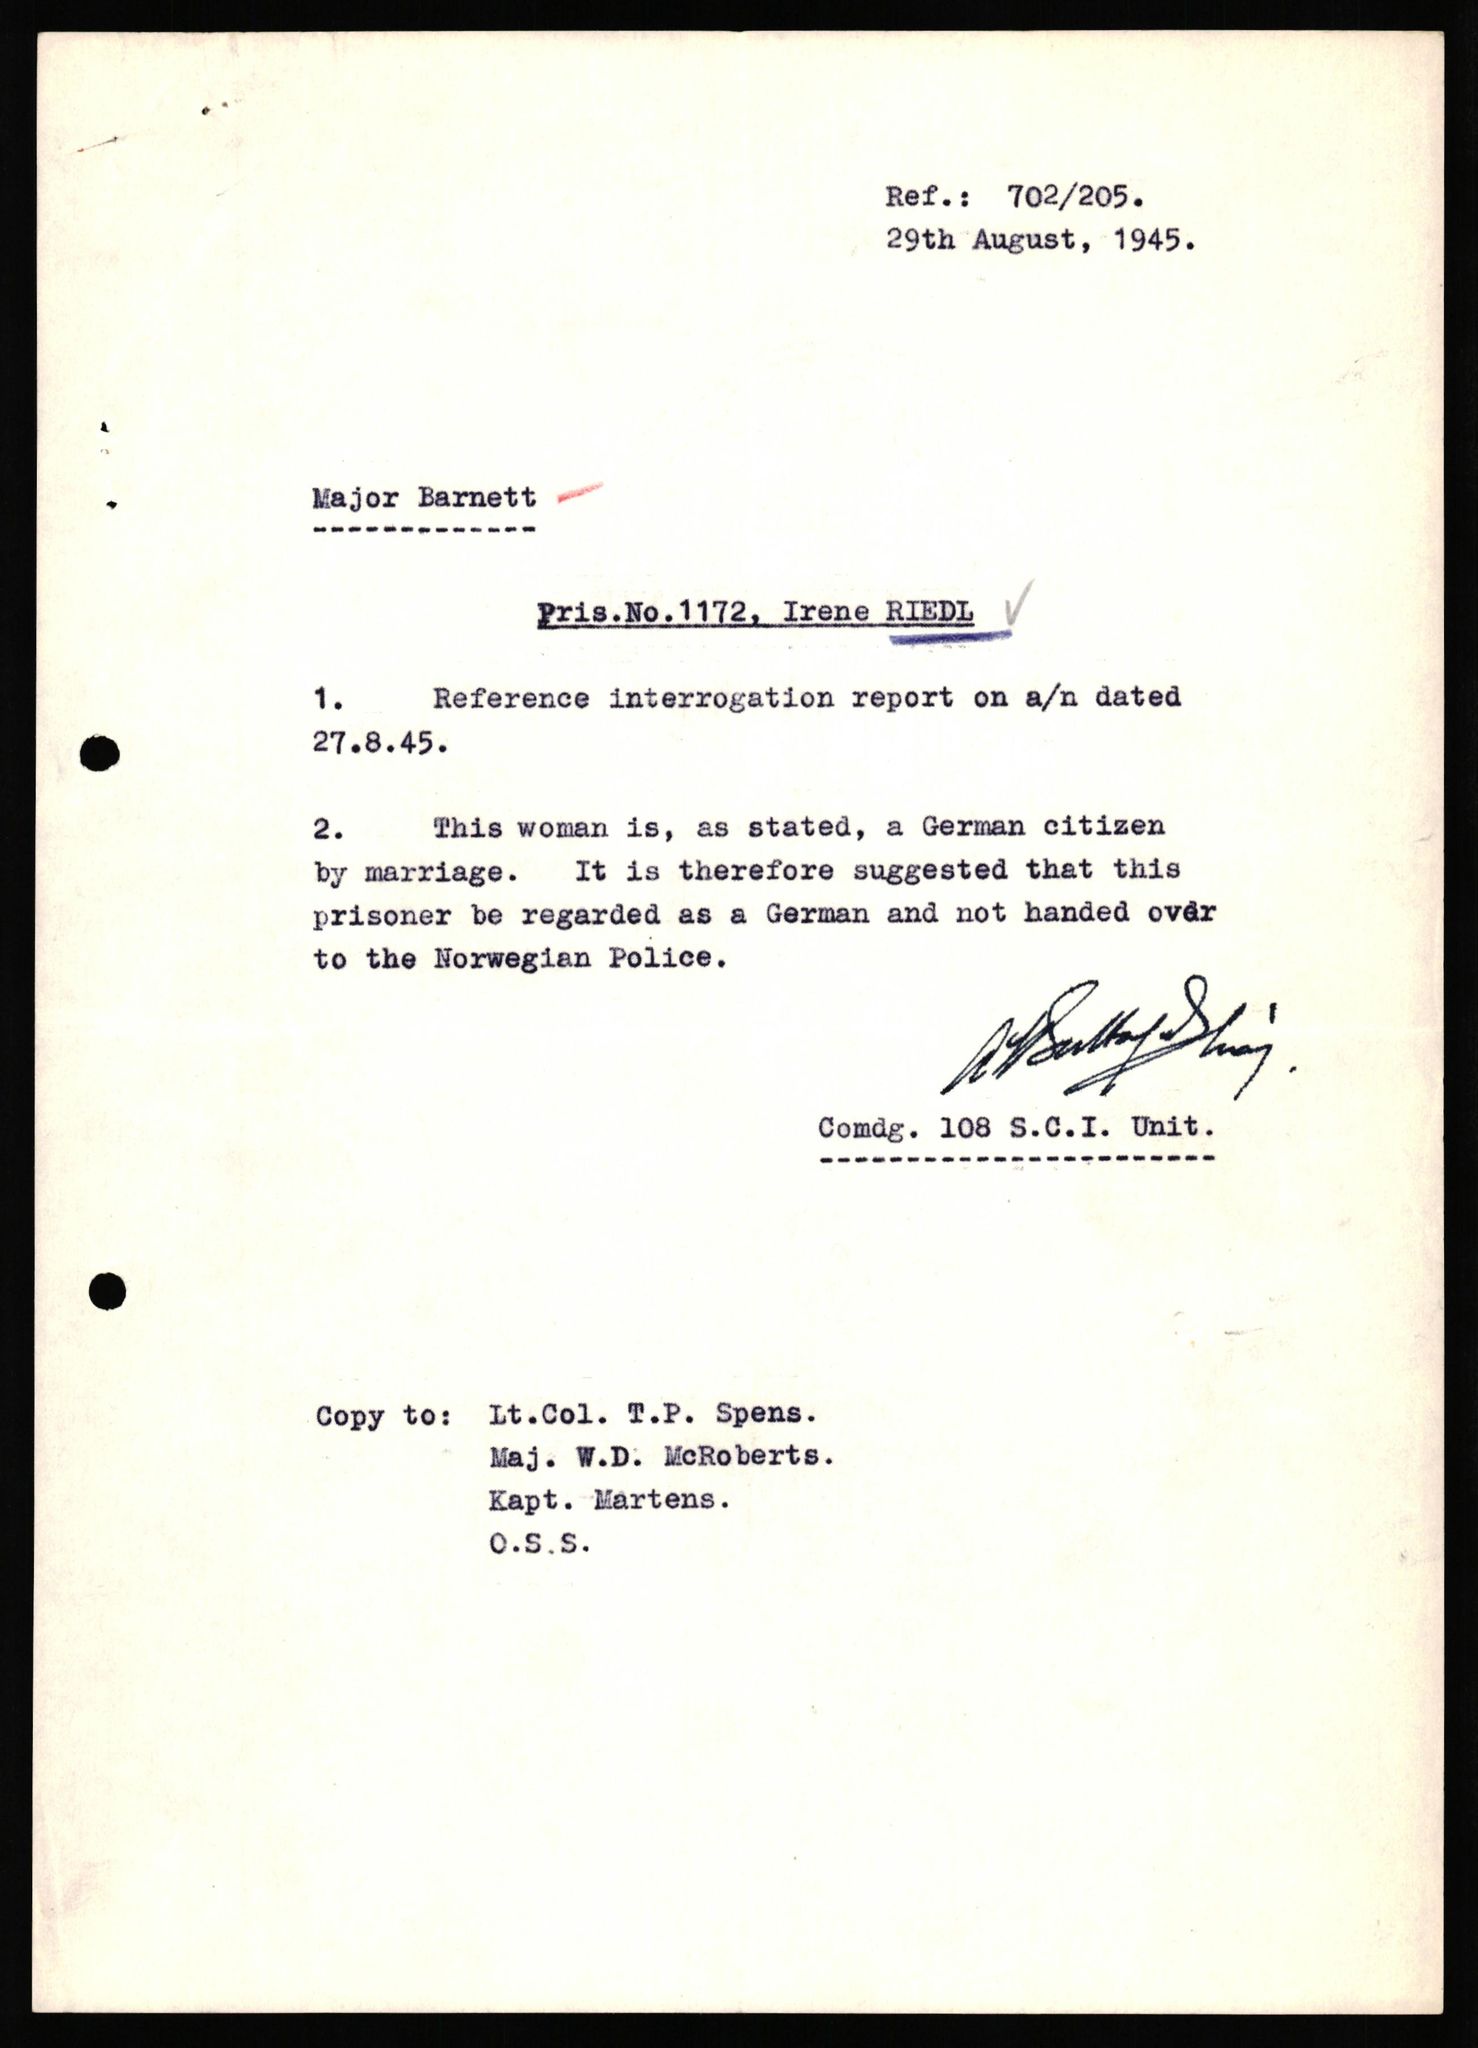 Ref.: 702/205.
29th August, 1945.
Major Barnett
-------------
Pris.No.1172, Irene RIEDL
1. Reference interrogation report on a/n dated
27.8.45.
2. This woman is, as stated, a German citizen
by marriage. It is therefore suggested that this
prisoner be regarded as a German and not handed over
to the Norwegian Police.
Comdg. 108 S.C.I. Unit.
-----------------------
Copy to: Lt.Col. T.P. Spens.
Maj. W.D. McRoberts.
Kapt. Martens.
O.S.S.